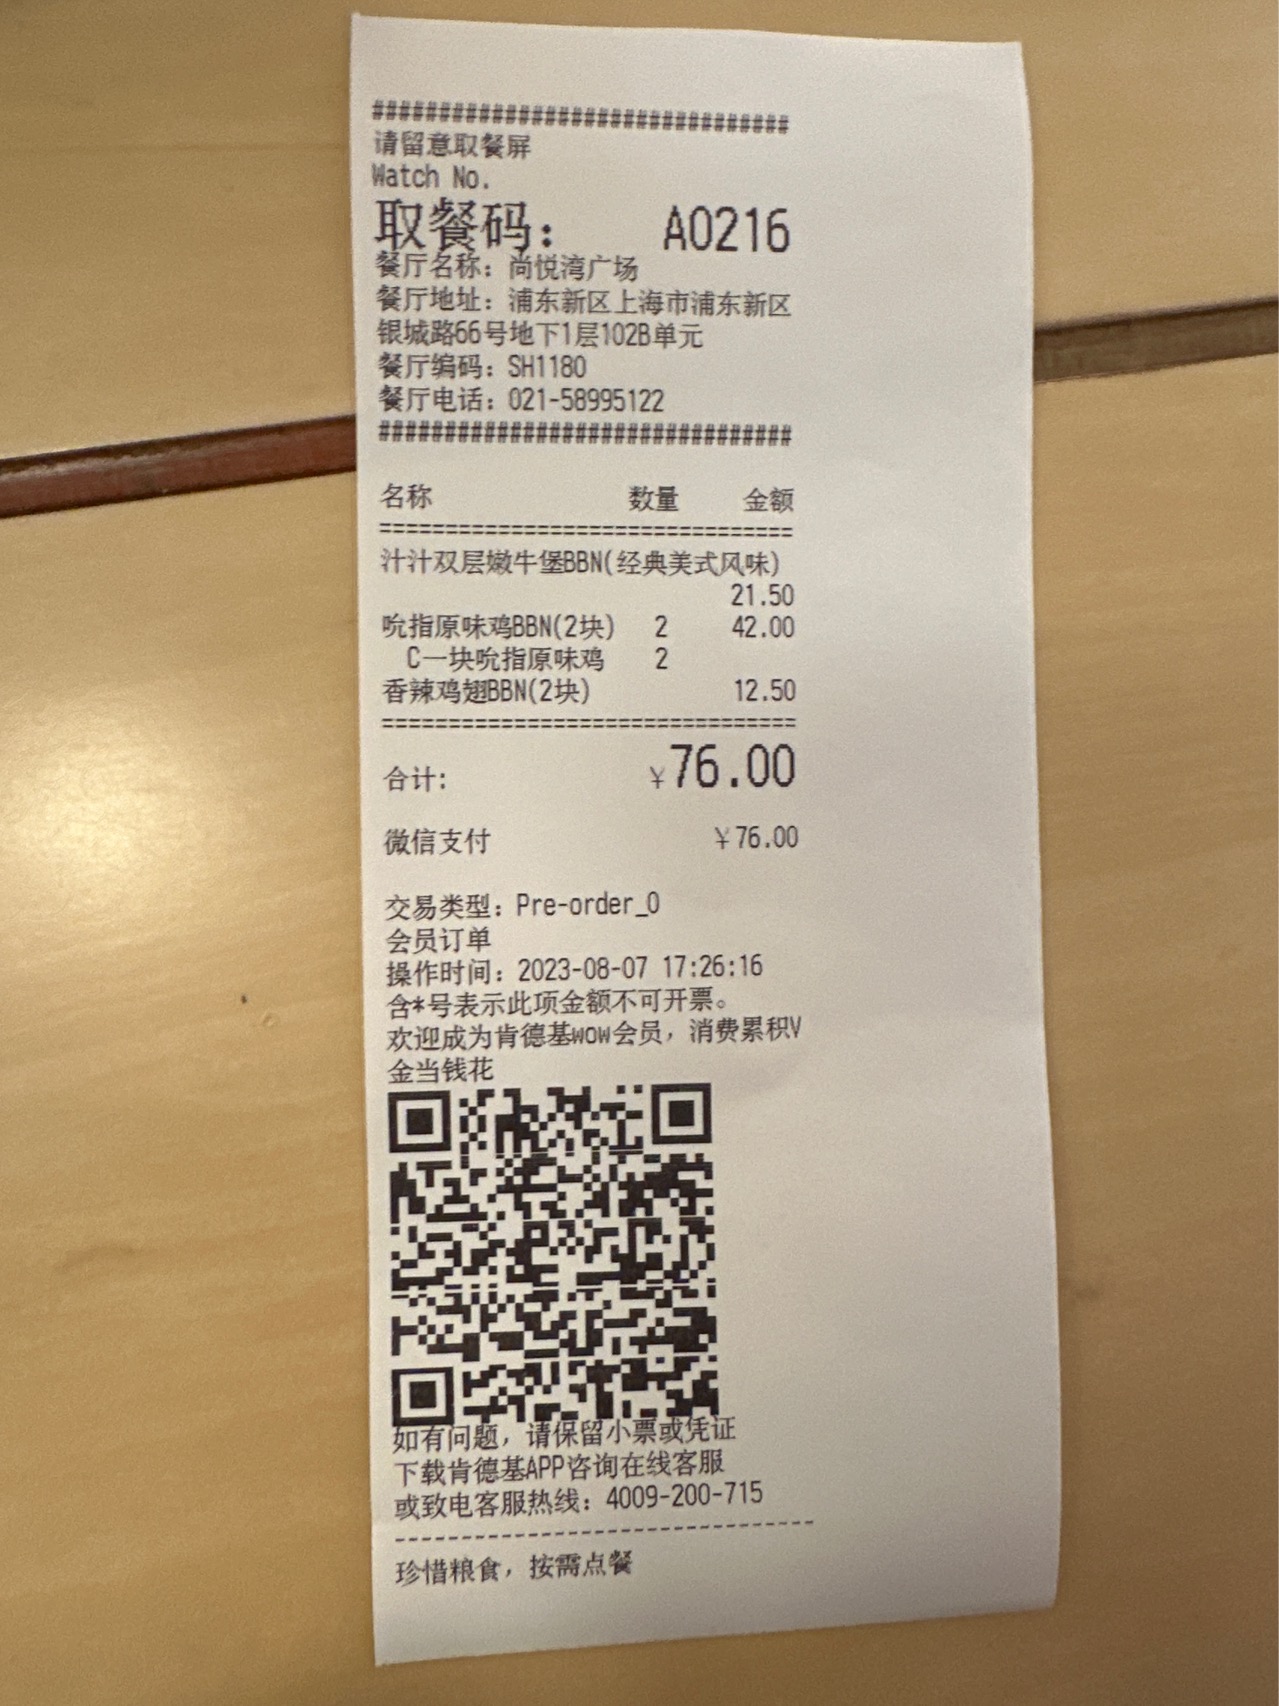 ################################
请留意取餐屏
Watch No.
取餐码: A0216
餐厅名称: 尚悦湾广场
餐厅地址: 浦东新区上海市浦东新区
银城路66号地下1层102B单元
餐厅编码: SH1180
餐厅电话: 021-58995122
################################
名称 数量 金额
================================
汁汁双层嫩牛堡BBN(经典美式风味)
21.50
吮指原味鸡BBN(2块) 2 42.00
C一块吮指原味鸡 2
香辣鸡翅BBN(2块) 12.50
================================
合计: ¥76.00
微信支付 ¥76.00
交易类型: Pre-order_0
会员订单
操作时间: 2023-08-07 17:26:16
含*号表示此项金额不可开票。
欢迎成为肯德基wow会员, 消费累积V
金当钱花
如有问题, 请保留小票或凭证
下载肯德基APP咨询在线客服
或致电客服热线: 4009-200-715
--------------------------------
珍惜粮食, 按需点餐